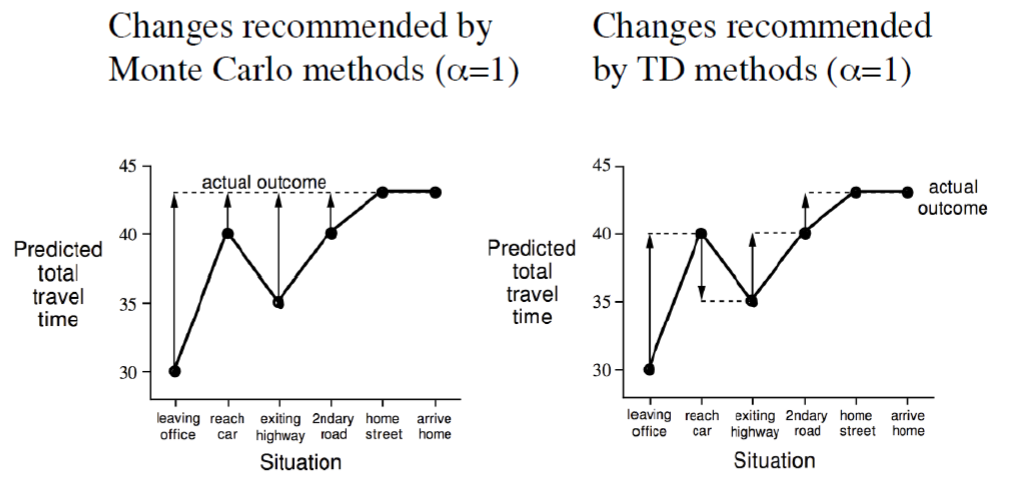 Changes recommended by
Monte Carlo methods (α=1)
45
40
35
30
actual outcome
Predicted
total
travel
time
leaving
office
reach
car
exiting
highway
2ndary
road
home
street
arrive
home
Situation
Changes recommended
by TD methods (α=1)
45
40
35
30
actual
outcome
Predicted
total
travel
time
leaving
office
reach
car
exiting
highway
2ndary
road
home
street
arrive
home
Situation